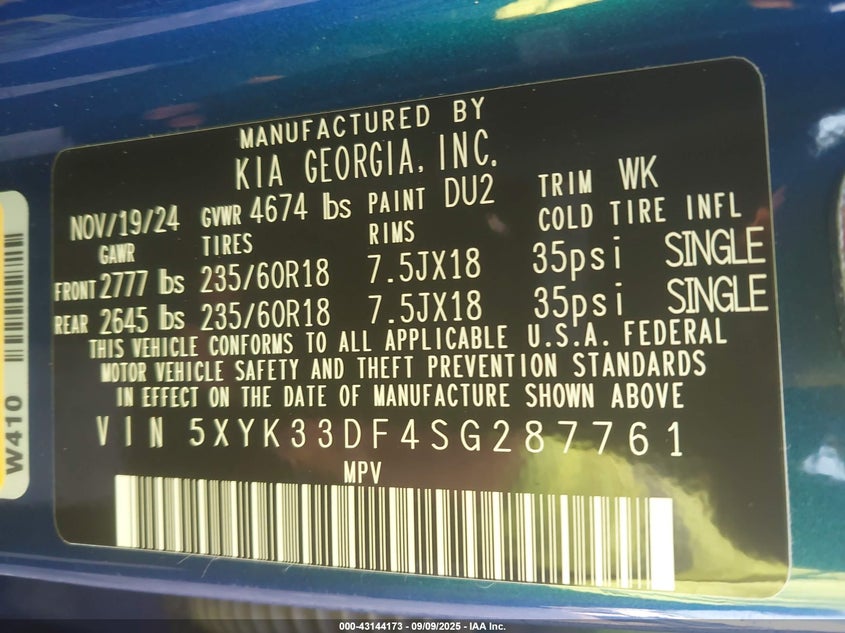 MANUFACTURED BY
KIA GEORGIA, INC.
NOV/19/24 GVWR 4674 lbs PAINT DU2 TRIM WK
GAWR TIRES RIMS COLD TIRE INFL
FRONT 2777 lbs 235/60R18 7.5JX18 35psi SINGLE
REAR 2645 lbs 235/60R18 7.5JX18 35psi SINGLE
THIS VEHICLE CONFORMS TO ALL APPLICABLE U.S.A. FEDERAL
MOTOR VEHICLE SAFETY AND THEFT PREVENTION STANDARDS
IN EFFECT ON THE DATE OF MANUFACTURE SHOWN ABOVE
VIN 5XYK33DF4SG287761
MPV
W410
000-43144173 - 09/09/2025 - IAA Inc.